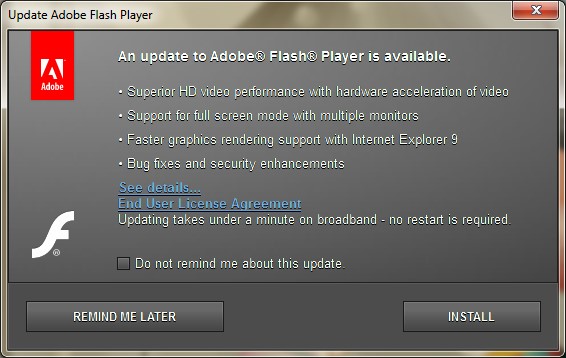 Update Adobe Flash Player
Adobe
An update to Adobe® Flash® Player is available.
• Superior HD video performance with hardware acceleration of video
• Support for full screen mode with multiple monitors
• Faster graphics rendering support with Internet Explorer 9
• Bug fixes and security enhancements
See details...
End User License Agreement
Updating takes under a minute on broadband - no restart is required.
Do not remind me about this update.
REMIND ME LATER
INSTALL